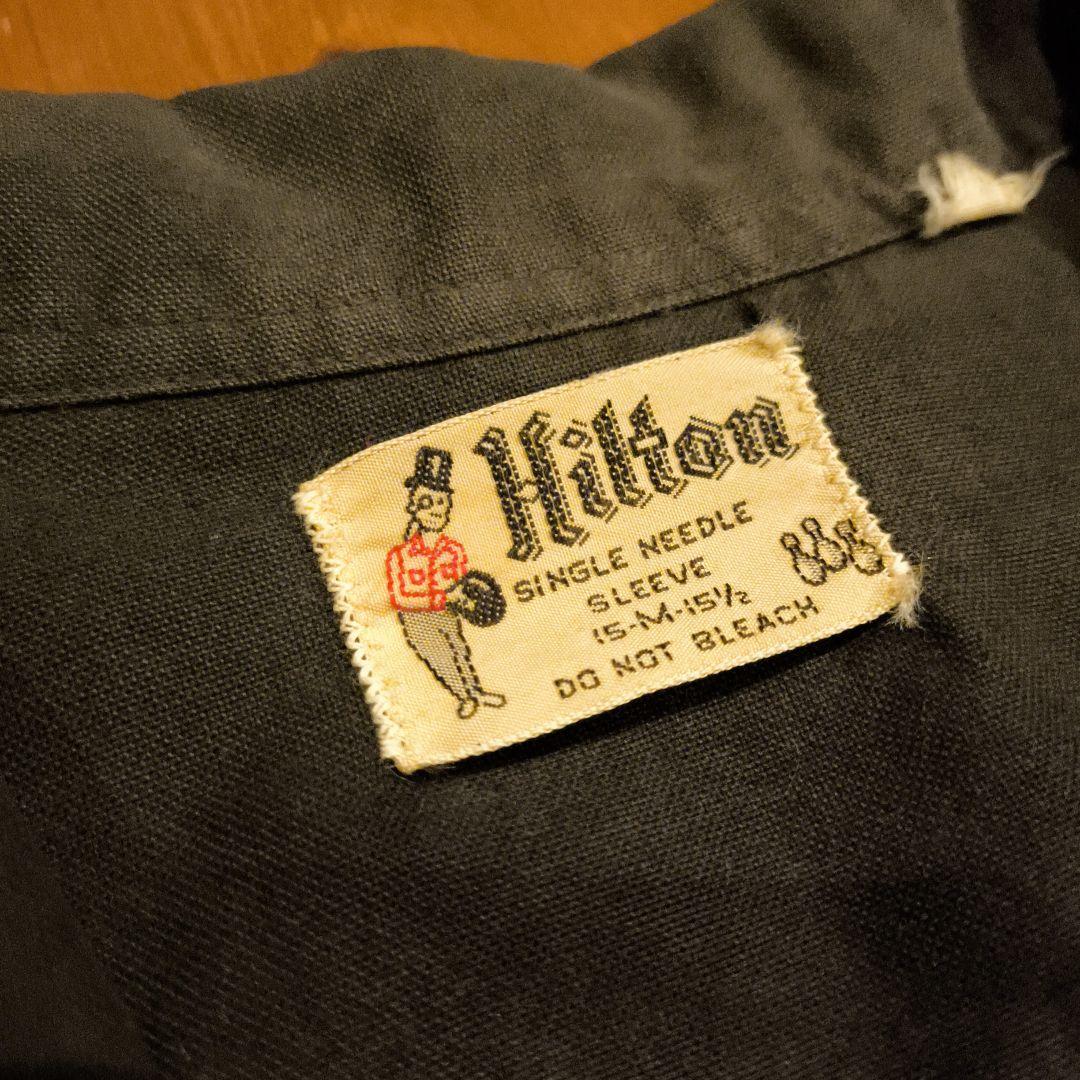 Hilton
SINGLE NEEDLE
SLEEVE
15-M-15½
DO NOT BLEACH